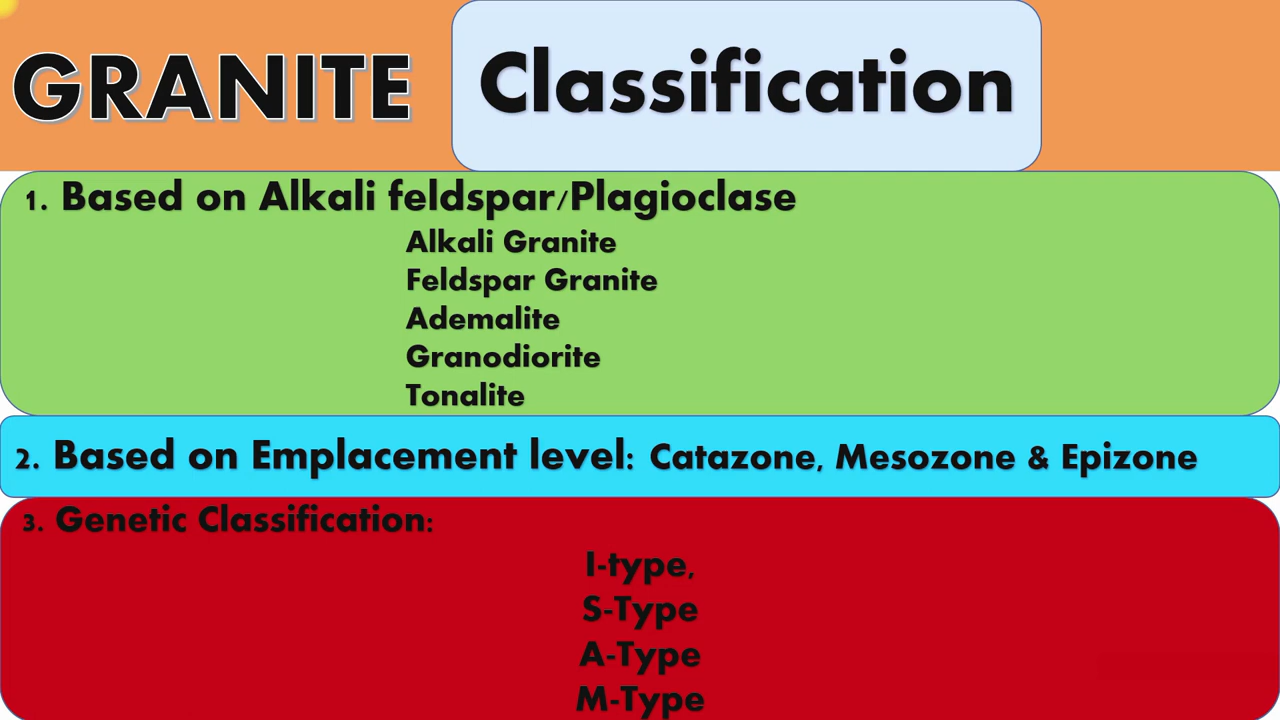 GRANITE Classification
1. Based on Alkali feldspar/Plagioclase
Alkali Granite
Feldspar Granite
Ademalite
Granodiorite
Tonalite
2. Based on Emplacement level: Catazone, Mesozone & Epizone
3. Genetic Classification:
I-type,
S-Type
A-Type
M-Type